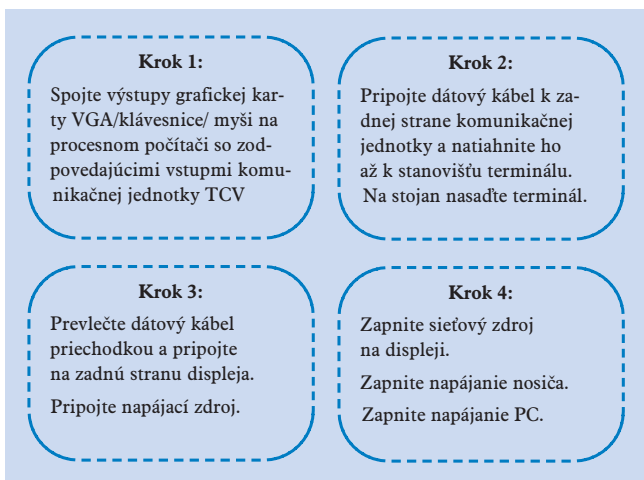 Krok 1:
Spojte výstupy grafickej kar-
ty VGA/klávesnice/ myši na
procesnom počítači so zod-
povedajúcimi vstupmi komu-
nikačnej jednotky TCV
Krok 2:
Pripojte dátový kábel k za-
dnej strane komunikačnej
jednotky a natiahnite ho
až k stanovišťu terminálu.
Na stojan nasaďte terminál.
Krok 3:
Prevlečte dátový kábel
priechodkou a pripojte
na zadnú stranu displeja.
Pripojte napájací zdroj.
Krok 4:
Zapnite sieťový zdroj
na displeji.
Zapnite napájanie nosiča.
Zapnite napájanie PC.